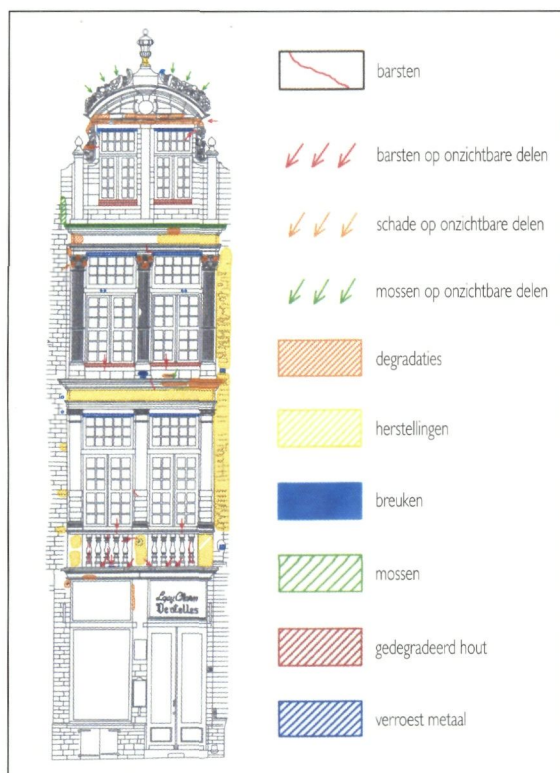 barsten
barsten op onzichtbare delen
schade op onzichtbare delen
mossen op onzichtbare delen
degradaties
herstellingen
breuken
mossen
gedegradeerd hout
verroest metaal
Dentelles